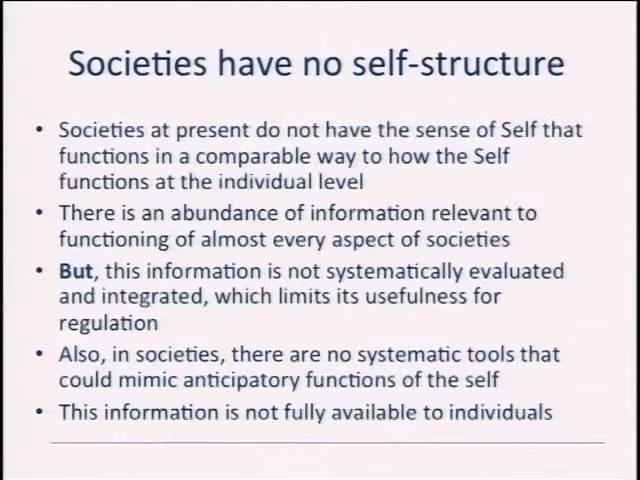 Societies have no self-structure
• Societies at present do not have the sense of Self that
functions in a comparable way to how the Self
functions at the individual level
• There is an abundance of information relevant to
functioning of almost every aspect of societies
• But, this information is not systematically evaluated
and integrated, which limits its usefulness for
regulation
• Also, in societies, there are no systematic tools that
could mimic anticipatory functions of the self
• This information is not fully available to individuals